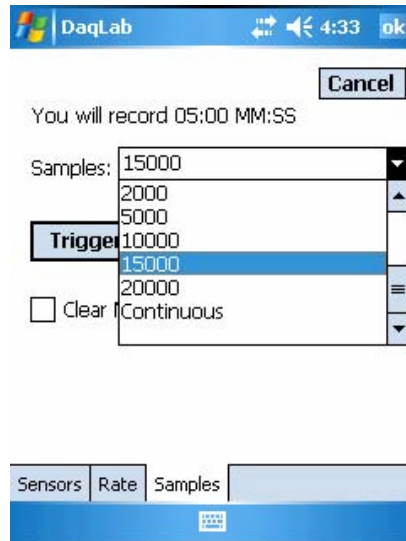 DaqLab 4:33 ok
Cancel
You will record 05:00 MM:SS
Samples: 15000
2000
5000
10000
15000
20000
Continuous
Trigger
Clear
Sensors Rate Samples